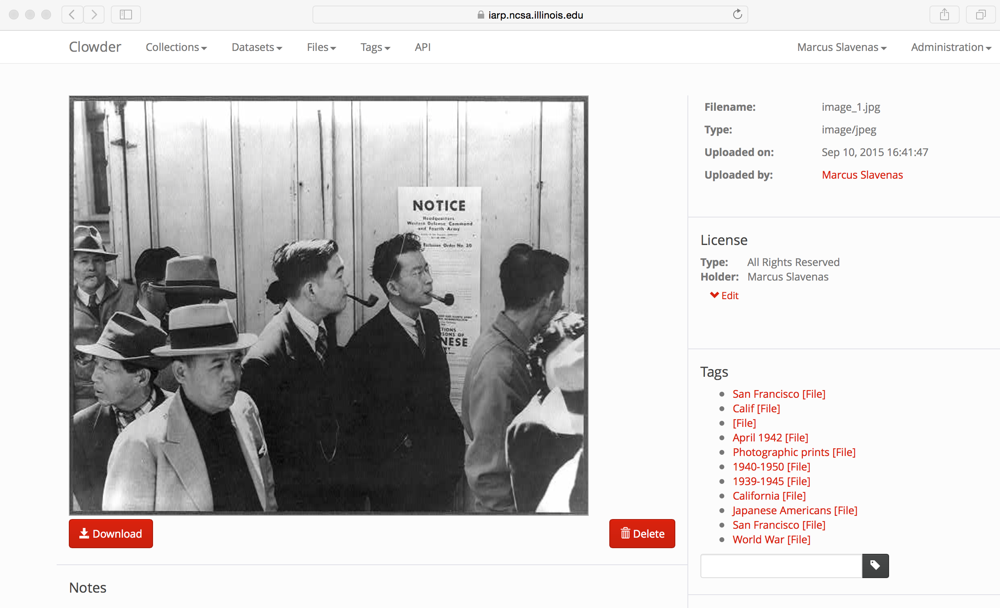 iarp.ncsa.illinois.edu
Clowder Collections Datasets Files Tags API Marcus Slavenas Administration
NOTICE
Headquarters
Western Defense Command
and Fourth Army
Exclusion Order No. 20
TIONS
SONS OF
NESE
RY
Download
Delete
Notes
Filename: image_1.jpg
Type: image/jpeg
Uploaded on: Sep 10, 2015 16:41:47
Uploaded by: Marcus Slavenas
License
Type: All Rights Reserved
Holder: Marcus Slavenas
Edit
Tags
San Francisco [File]
Calif [File]
[File]
April 1942 [File]
Photographic prints [File]
1940-1950 [File]
1939-1945 [File]
California [File]
Japanese Americans [File]
San Francisco [File]
World War [File]